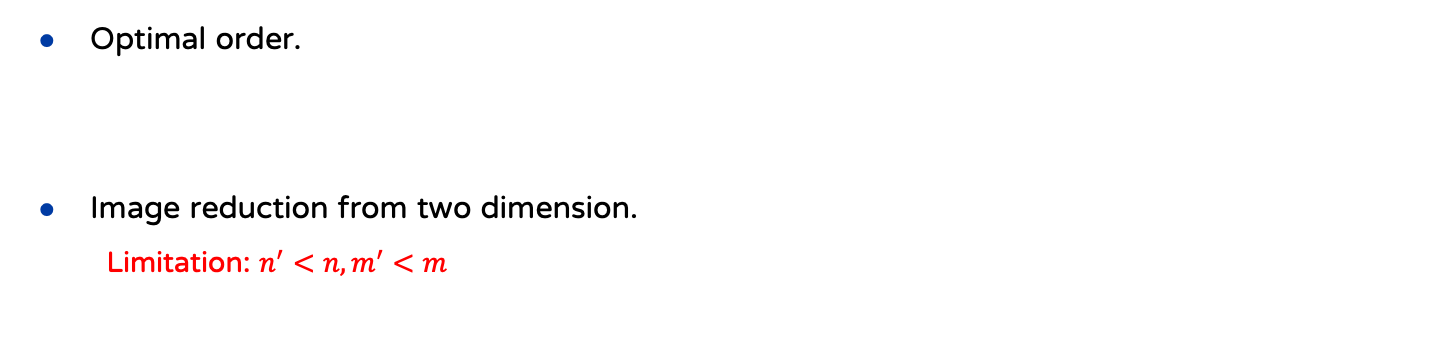 • Optimal order.
• Image reduction from two dimension.
Limitation: n′ < n, m′ < m